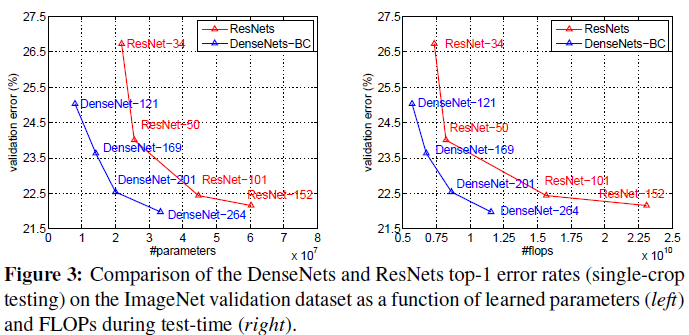 27.5
26.5
25.5
24.5
23.5
22.5
21.5
validation error (%)
ResNets
DenseNets−BC
ResNet−34
DenseNet−121
ResNet−50
DenseNet−169
DenseNet−201
ResNet−101
ResNet−152
DenseNet−264
0 1 2 3 4 5 6 7 8
#parameters
x 10^7
27.5
26.5
25.5
24.5
23.5
22.5
21.5
validation error (%)
ResNets
DenseNets−BC
ResNet−34
DenseNet−121
ResNet−50
DenseNet−169
DenseNet−201
ResNet−101
ResNet−152
DenseNet−264
0.5 0.75 1 1.25 1.5 1.75 2 2.25 2.5
#flops
x 10^10
Figure 3: Comparison of the DenseNets and ResNets top-1 error rates (single-crop
testing) on the ImageNet validation dataset as a function of learned parameters (left)
and FLOPs during test-time (right).